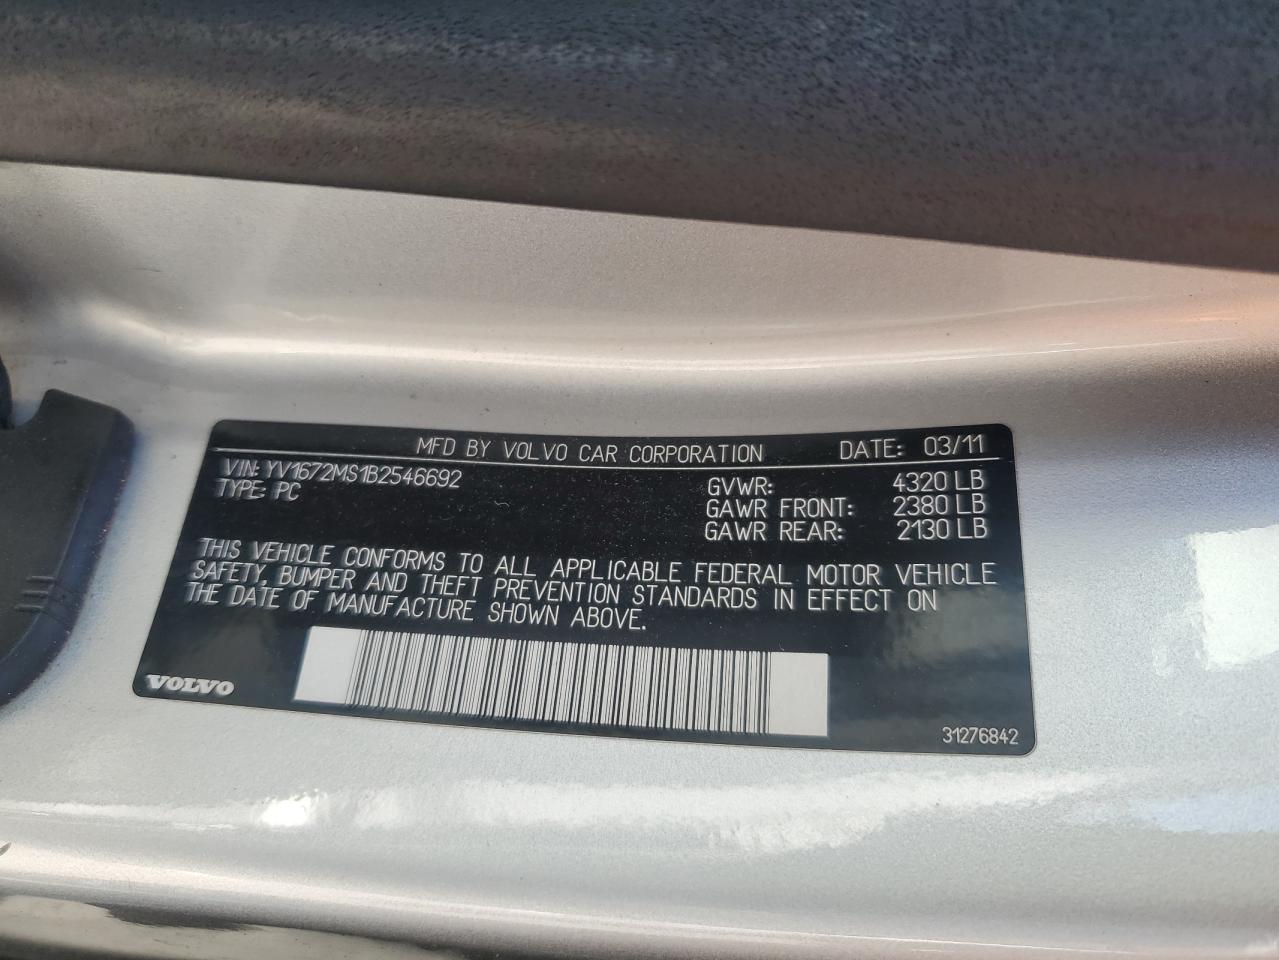 MFD BY VOLVO CAR CORPORATION DATE: 03/11
VIN: YV1672MS1B2546692
TYPE: PC
GVWR: 4320 LB
GAWR FRONT: 2380 LB
GAWR REAR: 2130 LB
THIS VEHICLE CONFORMS TO ALL APPLICABLE FEDERAL MOTOR VEHICLE
SAFETY, BUMPER AND THEFT PREVENTION STANDARDS IN EFFECT ON
THE DATE OF MANUFACTURE SHOWN ABOVE.
VOLVO
31276842